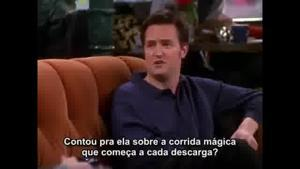 Contou pra ela sobre a corrida mágica
que começa a cada descarga?